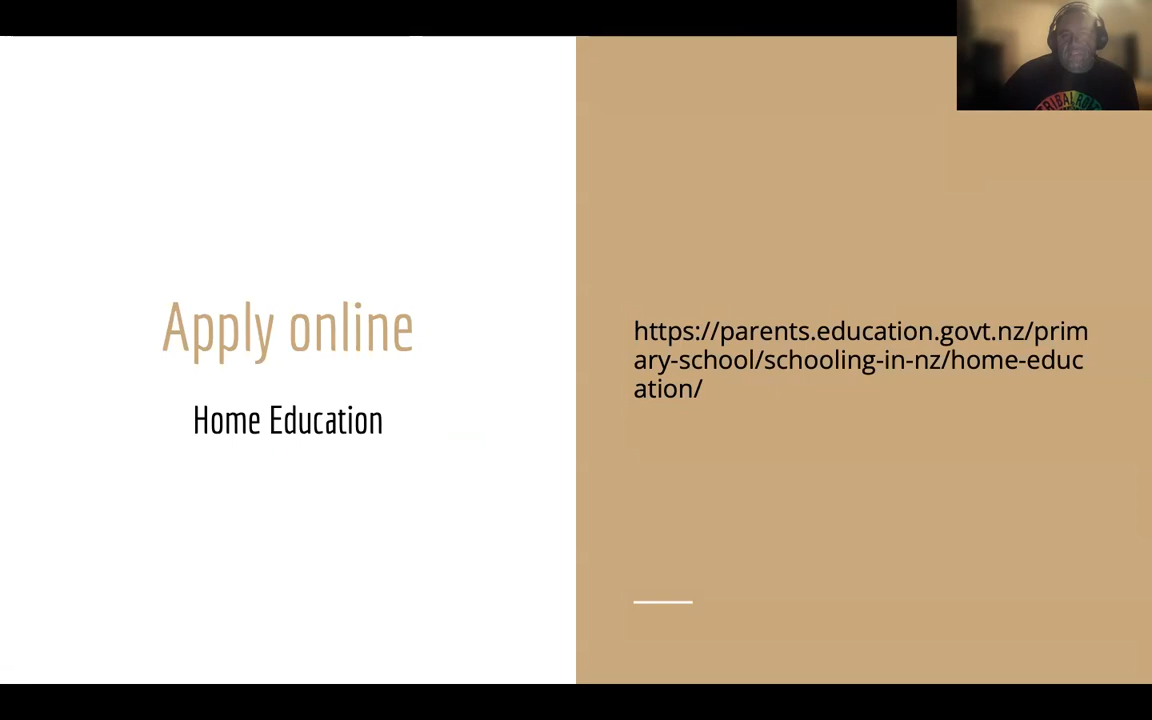 Apply online
Home Education
https://parents.education.govt.nz/prim
ary-school/schooling-in-nz/home-educ
ation/